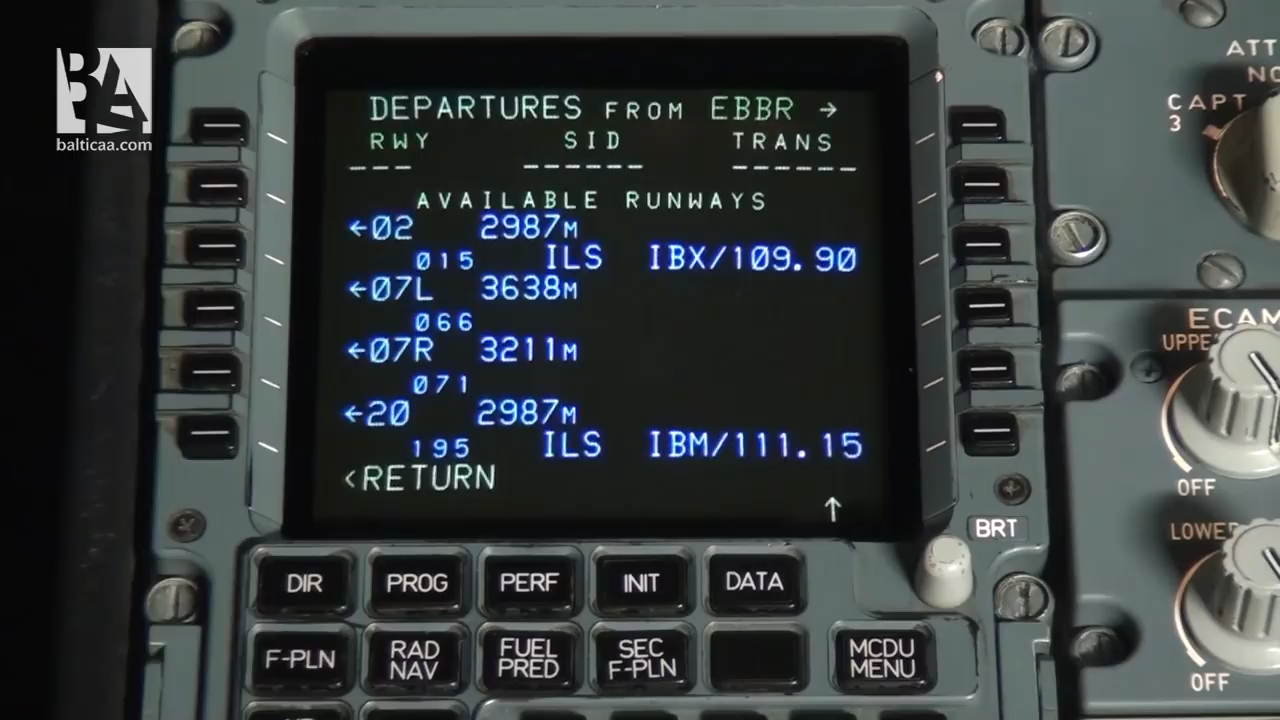 BAA
balticaa.com
DEPARTURES FROM EBBR →
RWY SID TRANS
--- ------ ------
AVAILABLE RUNWAYS
←02 2987M
015 ILS IBX/109.90
←07L 3638M
066
←07R 3211M
071
←20 2987M
195 ILS IBM/111.15
<RETURN
↑
BRT
DIR PROG PERF INIT DATA
F-PLN RAD NAV FUEL PRED SEC F-PLN MCDU MENU
ATT
NO
CAPT
3
ECAM
UPPE
OFF
LOWER
OFF